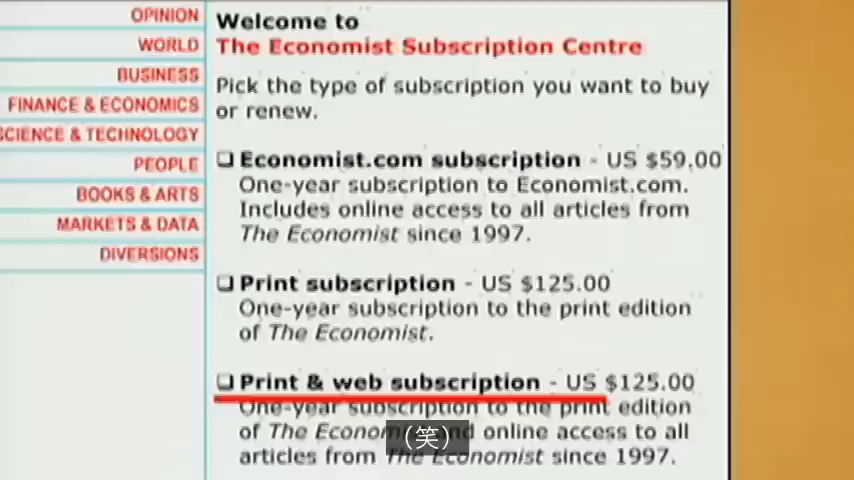 OPINION
WORLD
BUSINESS
FINANCE & ECONOMICS
SCIENCE & TECHNOLOGY
PEOPLE
BOOKS & ARTS
MARKETS & DATA
DIVERSIONS
Welcome to
The Economist Subscription Centre
Pick the type of subscription you want to buy
or renew.
Economist.com subscription - US $59.00
One-year subscription to Economist.com.
Includes online access to all articles from
The Economist since 1997.
Print subscription - US $125.00
One-year subscription to the print edition
of The Economist.
Print & web subscription - US $125.00
One-year subscription to the print edition
of The Econom nd online access to all
articles from The Economist since 1997.
(笑)